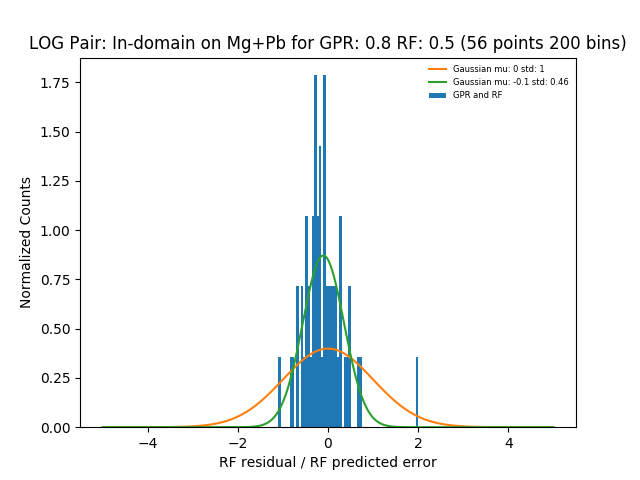 LOG Pair: In-domain on Mg+Pb for GPR: 0.8 RF: 0.5 (56 points 200 bins)
Gaussian mu: 0 std: 1
Gaussian mu: -0.1 std: 0.46
GPR and RF
Normalized Counts
1.75
1.50
1.25
1.00
0.75
0.50
0.25
0.00
−4
−2
0
2
4
RF residual / RF predicted error